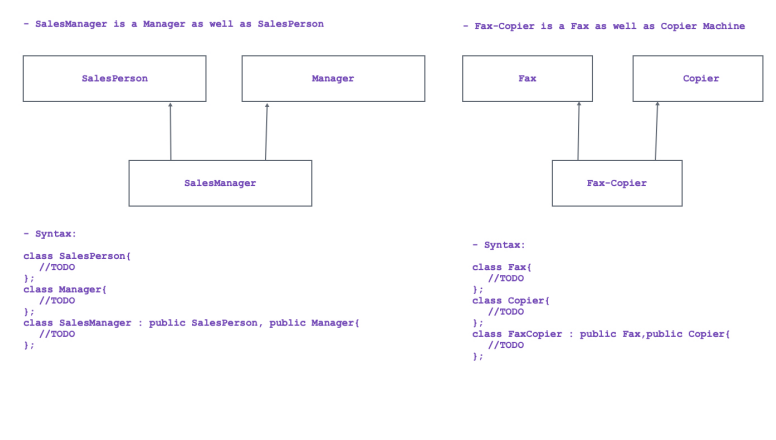 - SalesManager is a Manager as well as SalesPerson
SalesPerson
Manager
SalesManager
- Syntax:
class SalesPerson{
//TODO
};
class Manager{
//TODO
};
class SalesManager : public SalesPerson, public Manager{
//TODO
};
- Fax-Copier is a Fax as well as Copier Machine
Fax
Copier
Fax-Copier
- Syntax:
class Fax{
//TODO
};
class Copier{
//TODO
};
class FaxCopier : public Fax,public Copier{
//TODO
};